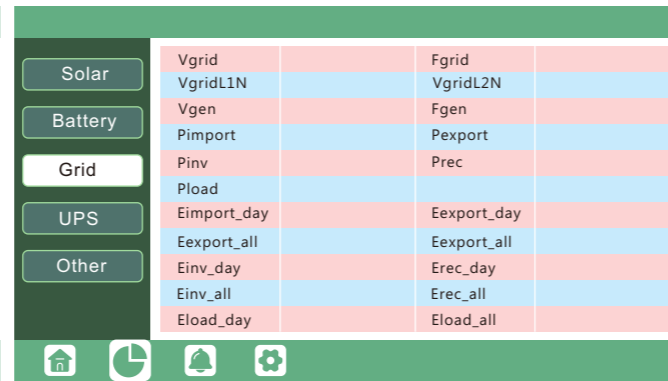 Solar
Battery
Grid
UPS
Other
Vgrid Fgrid
VgridL1N VgridL2N
Vgen Fgen
Pimport Pexport
Pinv Prec
Pload
Eimport_day Eexport_day
Eexport_all Eexport_all
Einv_day Erec_day
Einv_all Erec_all
Eload_day Eload_all